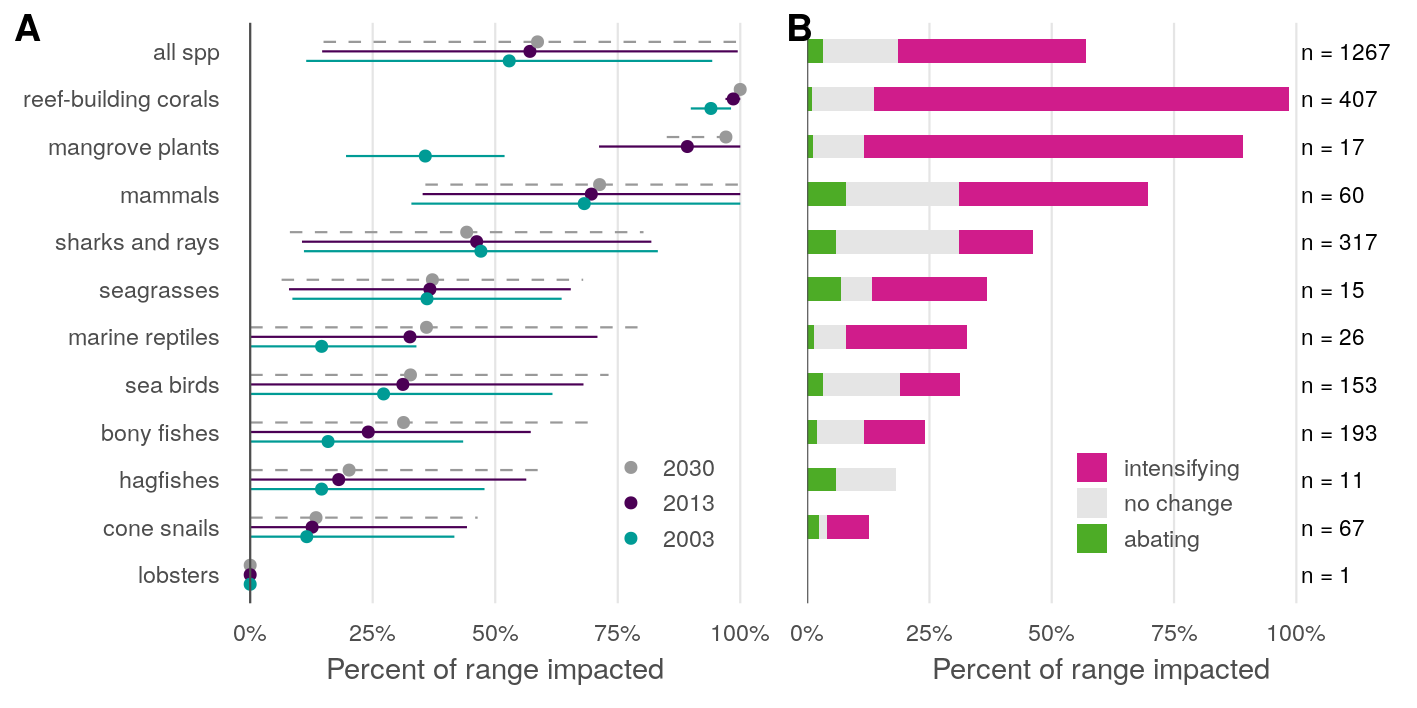 A
all spp
reef-building corals
mangrove plants
mammals
sharks and rays
seagrasses
marine reptiles
sea birds
bony fishes
hagfishes
cone snails
lobsters
2030
2013
2003
0% 25% 50% 75% 100%
Percent of range impacted
B
n = 1267
n = 407
n = 17
n = 60
n = 317
n = 15
n = 26
n = 153
n = 193
n = 11
n = 67
n = 1
intensifying
no change
abating
0% 25% 50% 75% 100%
Percent of range impacted